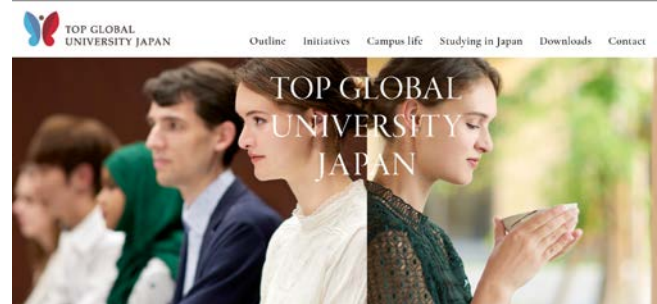 TOP GLOBAL
UNIVERSITY JAPAN
Outline Initiatives Campus life Studying in Japan Downloads Contact
TOP GLOBAL
UNIVERSITY
JAPAN